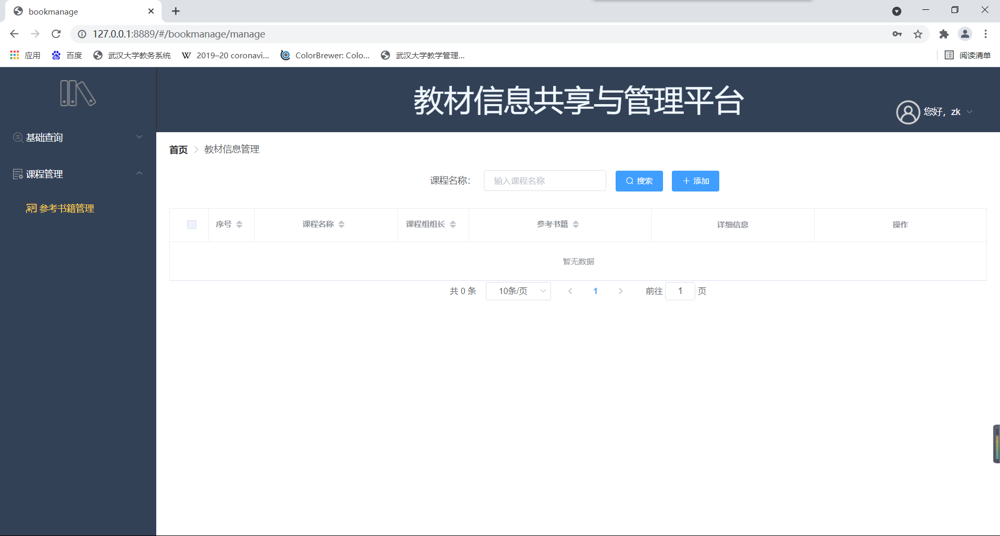 bookmanage
127.0.0.1:8889/#/bookmanage/manage
应用 百度 武汉大学教务系统 W 2019–20 coronavi... ColorBrewer: Colo... 武汉大学教学管理... 阅读清单
教材信息共享与管理平台
您好，zk
基础查询
课程管理
参考书籍管理
首页 教材信息管理
课程名称： 输入课程名称 搜索 添加
序号 课程名称 课程组组长 参考书籍 详细信息 操作
暂无数据
共 0 条 10条/页 1 前往 1 页